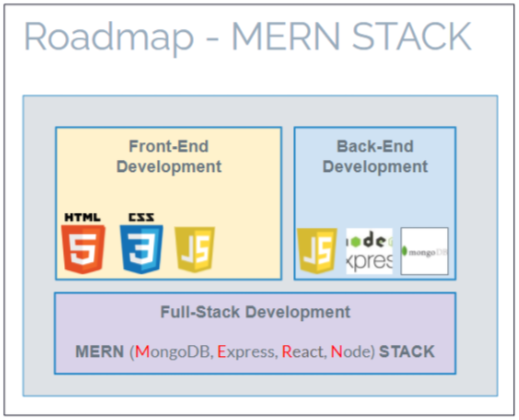 Roadmap - MERN STACK
Front-End
Development
Back-End
Development
HTML
5
CSS
3
JS
JS
node
express
mongoDB
Full-Stack Development
MERN (MongoDB, Express, React, Node) STACK